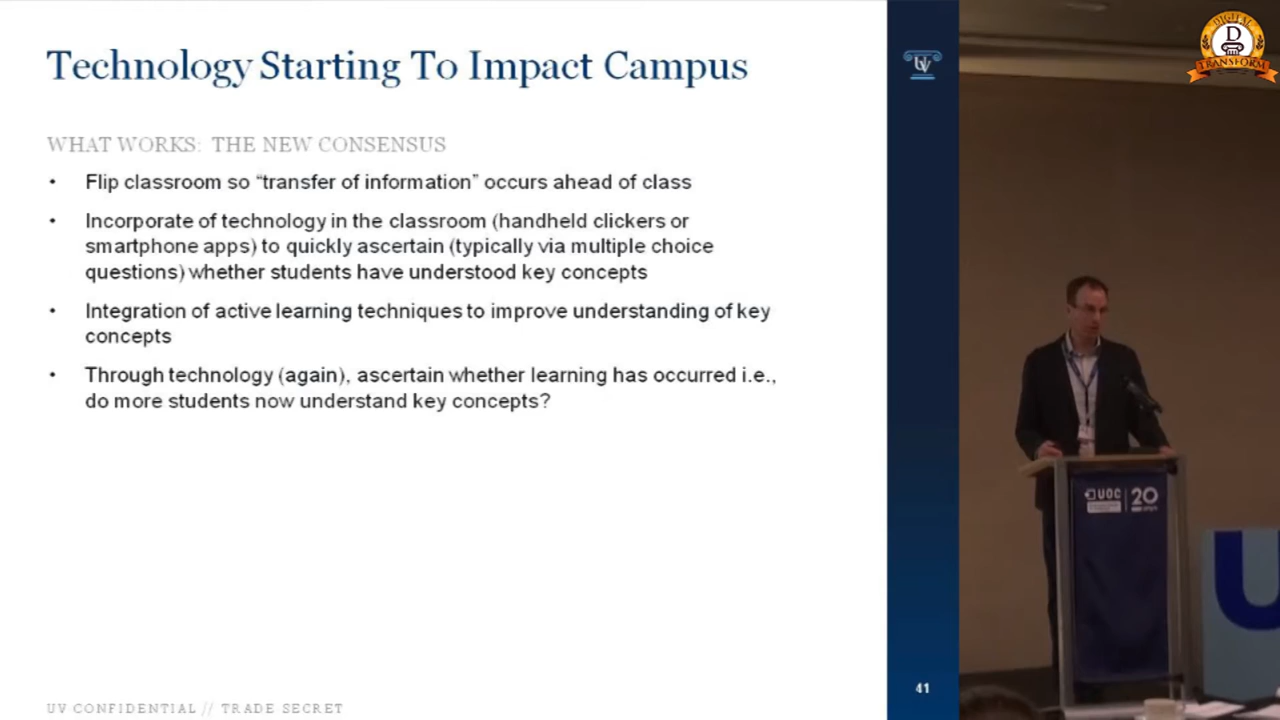 Technology Starting To Impact Campus
WHAT WORKS: THE NEW CONSENSUS
• Flip classroom so “transfer of information” occurs ahead of class
• Incorporate of technology in the classroom (handheld clickers or
smartphone apps) to quickly ascertain (typically via multiple choice
questions) whether students have understood key concepts
• Integration of active learning techniques to improve understanding of key
concepts
• Through technology (again), ascertain whether learning has occurred i.e.,
do more students now understand key concepts?
UV CONFIDENTIAL // TRADE SECRET
UV
41
DIGITAL
D
TRANSFORM
UOC
20
U